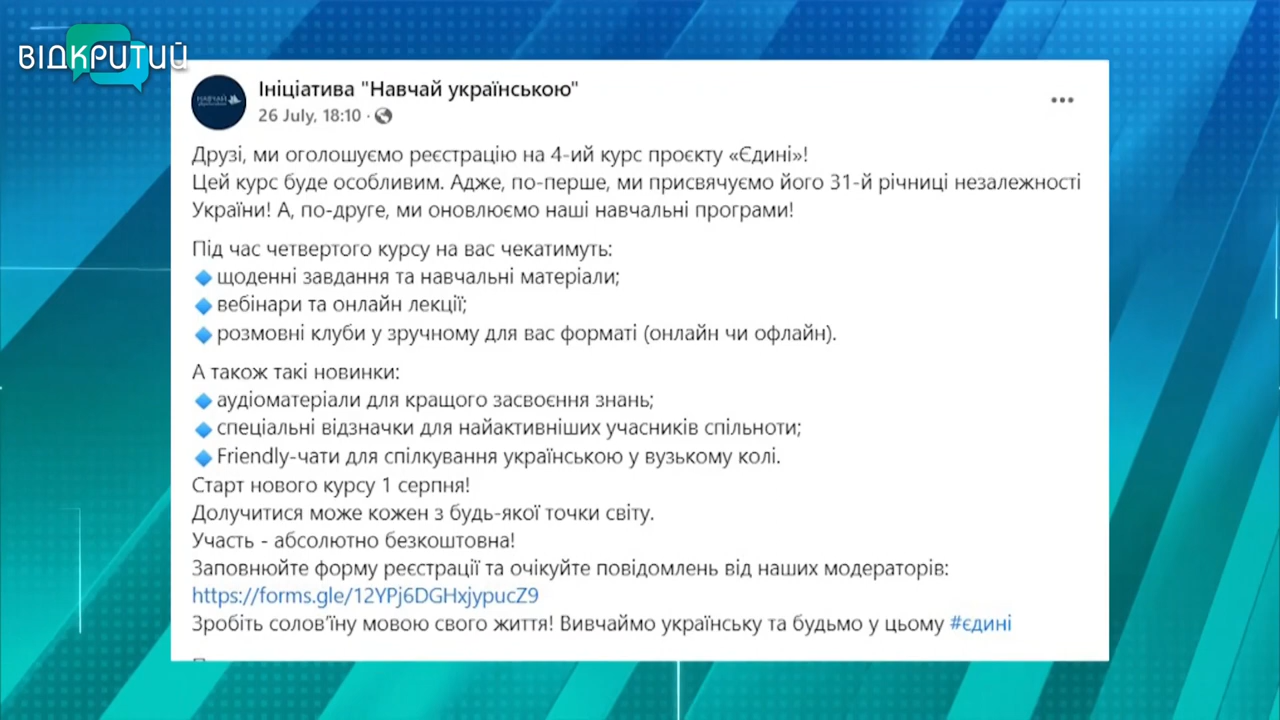 ВІДКРИТИЙ
Ініціатива "Навчай українською"
НАВЧАЙ
26 July, 18:10 ·
Друзі, ми оголошуємо реєстрацію на 4-ий курс проєкту «Єдині»!
Цей курс буде особливим. Адже, по-перше, ми присвячуємо його 31-й річниці незалежності
України! А, по-друге, ми оновлюємо наші навчальні програми!
Під час четвертого курсу на вас чекатимуть:
щоденні завдання та навчальні матеріали;
вебінари та онлайн лекції;
розмовні клуби у зручному для вас форматі (онлайн чи офлайн).
А також такі новинки:
аудіоматеріали для кращого засвоєння знань;
спеціальні відзначки для найактивніших учасників спільноти;
Friendly-чати для спілкування українською у вузькому колі.
Старт нового курсу 1 серпня!
Долучитися може кожен з будь-якої точки світу.
Участь - абсолютно безкоштовна!
Заповнюйте форму реєстрації та очікуйте повідомлень від наших модераторів:
https://forms.gle/12YPj6DGHxjypucZ9
Зробіть солов’їну мовою свого життя! Вивчаймо українську та будьмо у цьому #єдині